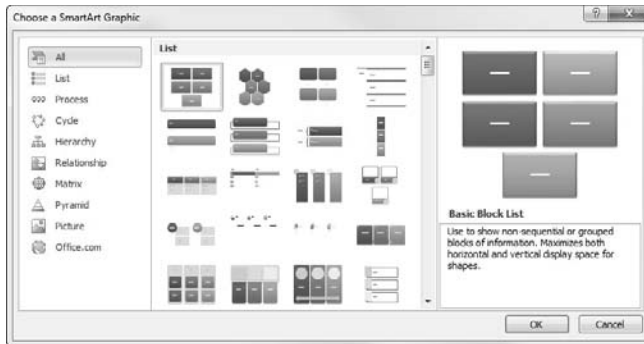 Choose a SmartArt Graphic
All
List
Process
Cycle
Hierarchy
Relationship
Matrix
Pyramid
Picture
Office.com
List
Basic Block List
Use to show non-sequential or grouped
blocks of information. Maximizes both
horizontal and vertical display space for
shapes.
OK
Cancel